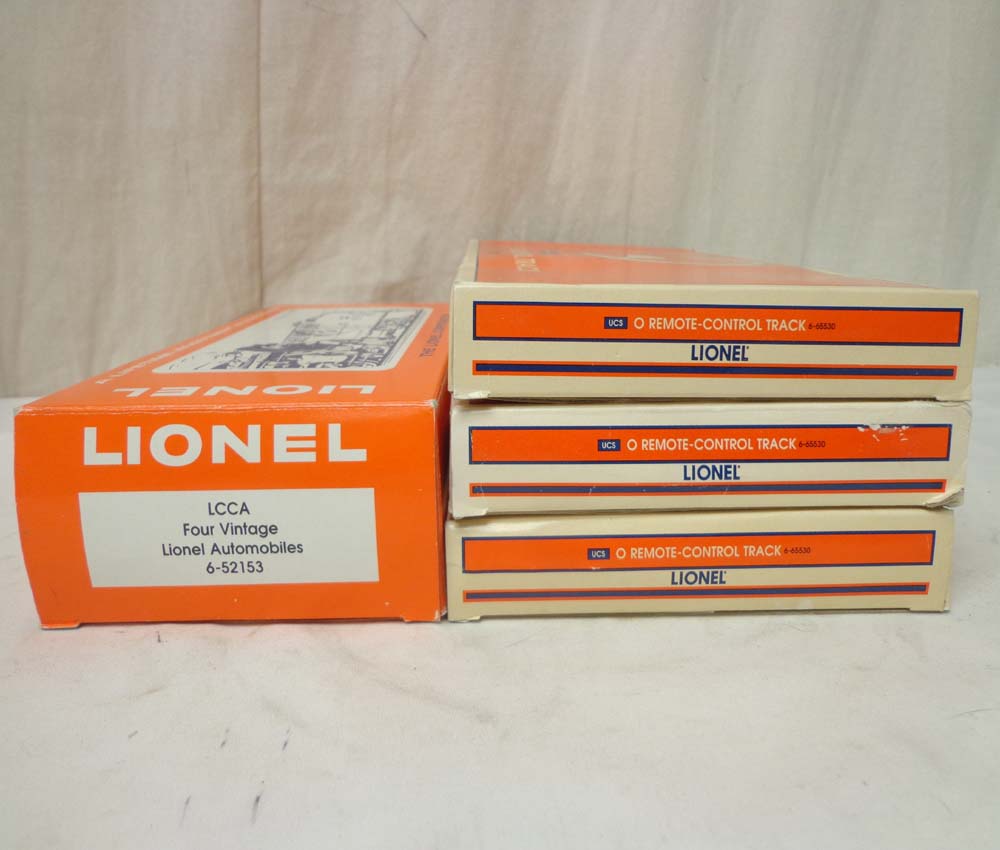 LIONEL
LIONEL
LCCA
Four Vintage
Lionel Automobiles
6-52153
UCS O REMOTE-CONTROL TRACK 6-65530
LIONEL
UCS O REMOTE-CONTROL TRACK 6-65530
LIONEL
UCS O REMOTE-CONTROL TRACK 6-65530
LIONEL